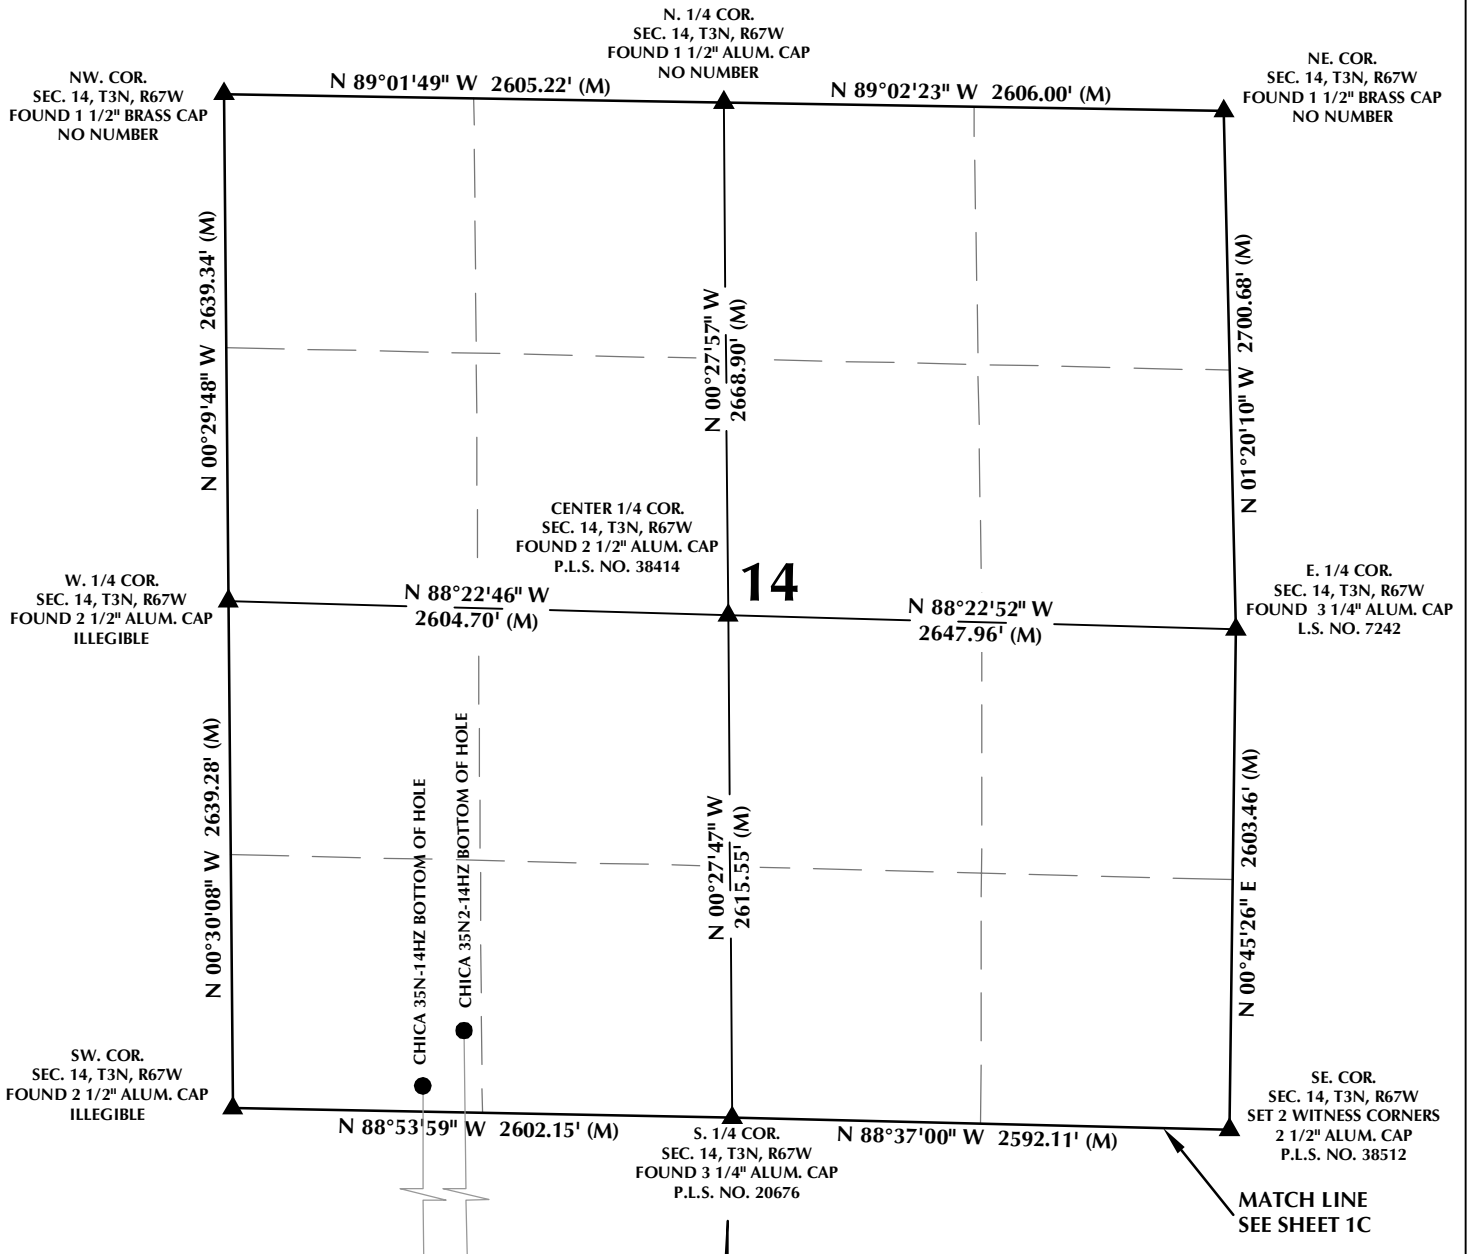 N. 1/4 COR.
SEC. 14, T3N, R67W
FOUND 1 1/2" ALUM. CAP
NO NUMBER
NW. COR.
SEC. 14, T3N, R67W
FOUND 1 1/2" BRASS CAP
NO NUMBER
N 89°01'49" W 2605.22' (M)
N 89°02'23" W 2606.00' (M)
NE. COR.
SEC. 14, T3N, R67W
FOUND 1 1/2" BRASS CAP
NO NUMBER
N 00°29'48" W 2639.34' (M)
N 00°27'57" W
2668.90' (M)
N 01°20'10" W 2700.68' (M)
CENTER 1/4 COR.
SEC. 14, T3N, R67W
FOUND 2 1/2" ALUM. CAP
P.L.S. NO. 38414
14
W. 1/4 COR.
SEC. 14, T3N, R67W
FOUND 2 1/2" ALUM. CAP
ILLEGIBLE
N 88°22'46" W
2604.70' (M)
N 88°22'52" W
2647.96' (M)
E. 1/4 COR.
SEC. 14, T3N, R67W
FOUND 3 1/4" ALUM. CAP
L.S. NO. 7242
N 00°30'08" W 2639.28' (M)
CHICA 35N-14HZ BOTTOM OF HOLE
CHICA 35N2-14HZ BOTTOM OF HOLE
N 00°27'47" W
2615.55' (M)
N 00°45'26" E 2603.46' (M)
SW. COR.
SEC. 14, T3N, R67W
FOUND 2 1/2" ALUM. CAP
ILLEGIBLE
N 88°53'59" W 2602.15' (M)
S. 1/4 COR.
SEC. 14, T3N, R67W
FOUND 3 1/4" ALUM. CAP
P.L.S. NO. 20676
N 88°37'00" W 2592.11' (M)
SE. COR.
SEC. 14, T3N, R67W
SET 2 WITNESS CORNERS
2 1/2" ALUM. CAP
P.L.S. NO. 38512
MATCH LINE
SEE SHEET 1C